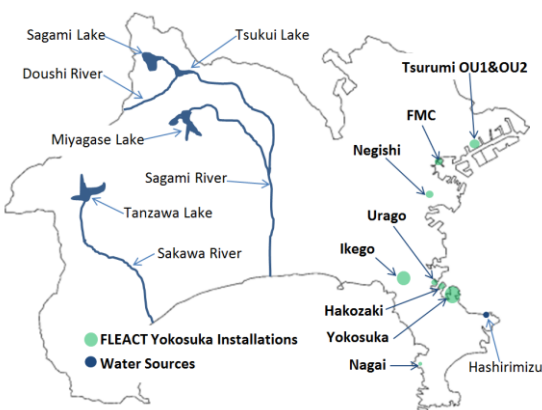 Sagami Lake
Tsukui Lake
Doushi River
Tsurumi OU1&OU2
FMC
Miyagase Lake
Negishi
Sagami River
Tanzawa Lake
Urago
Sakawa River
Ikego
Hakozaki
FLEACT Yokosuka Installations
Yokosuka
Water Sources
Nagai
Hashirimizu